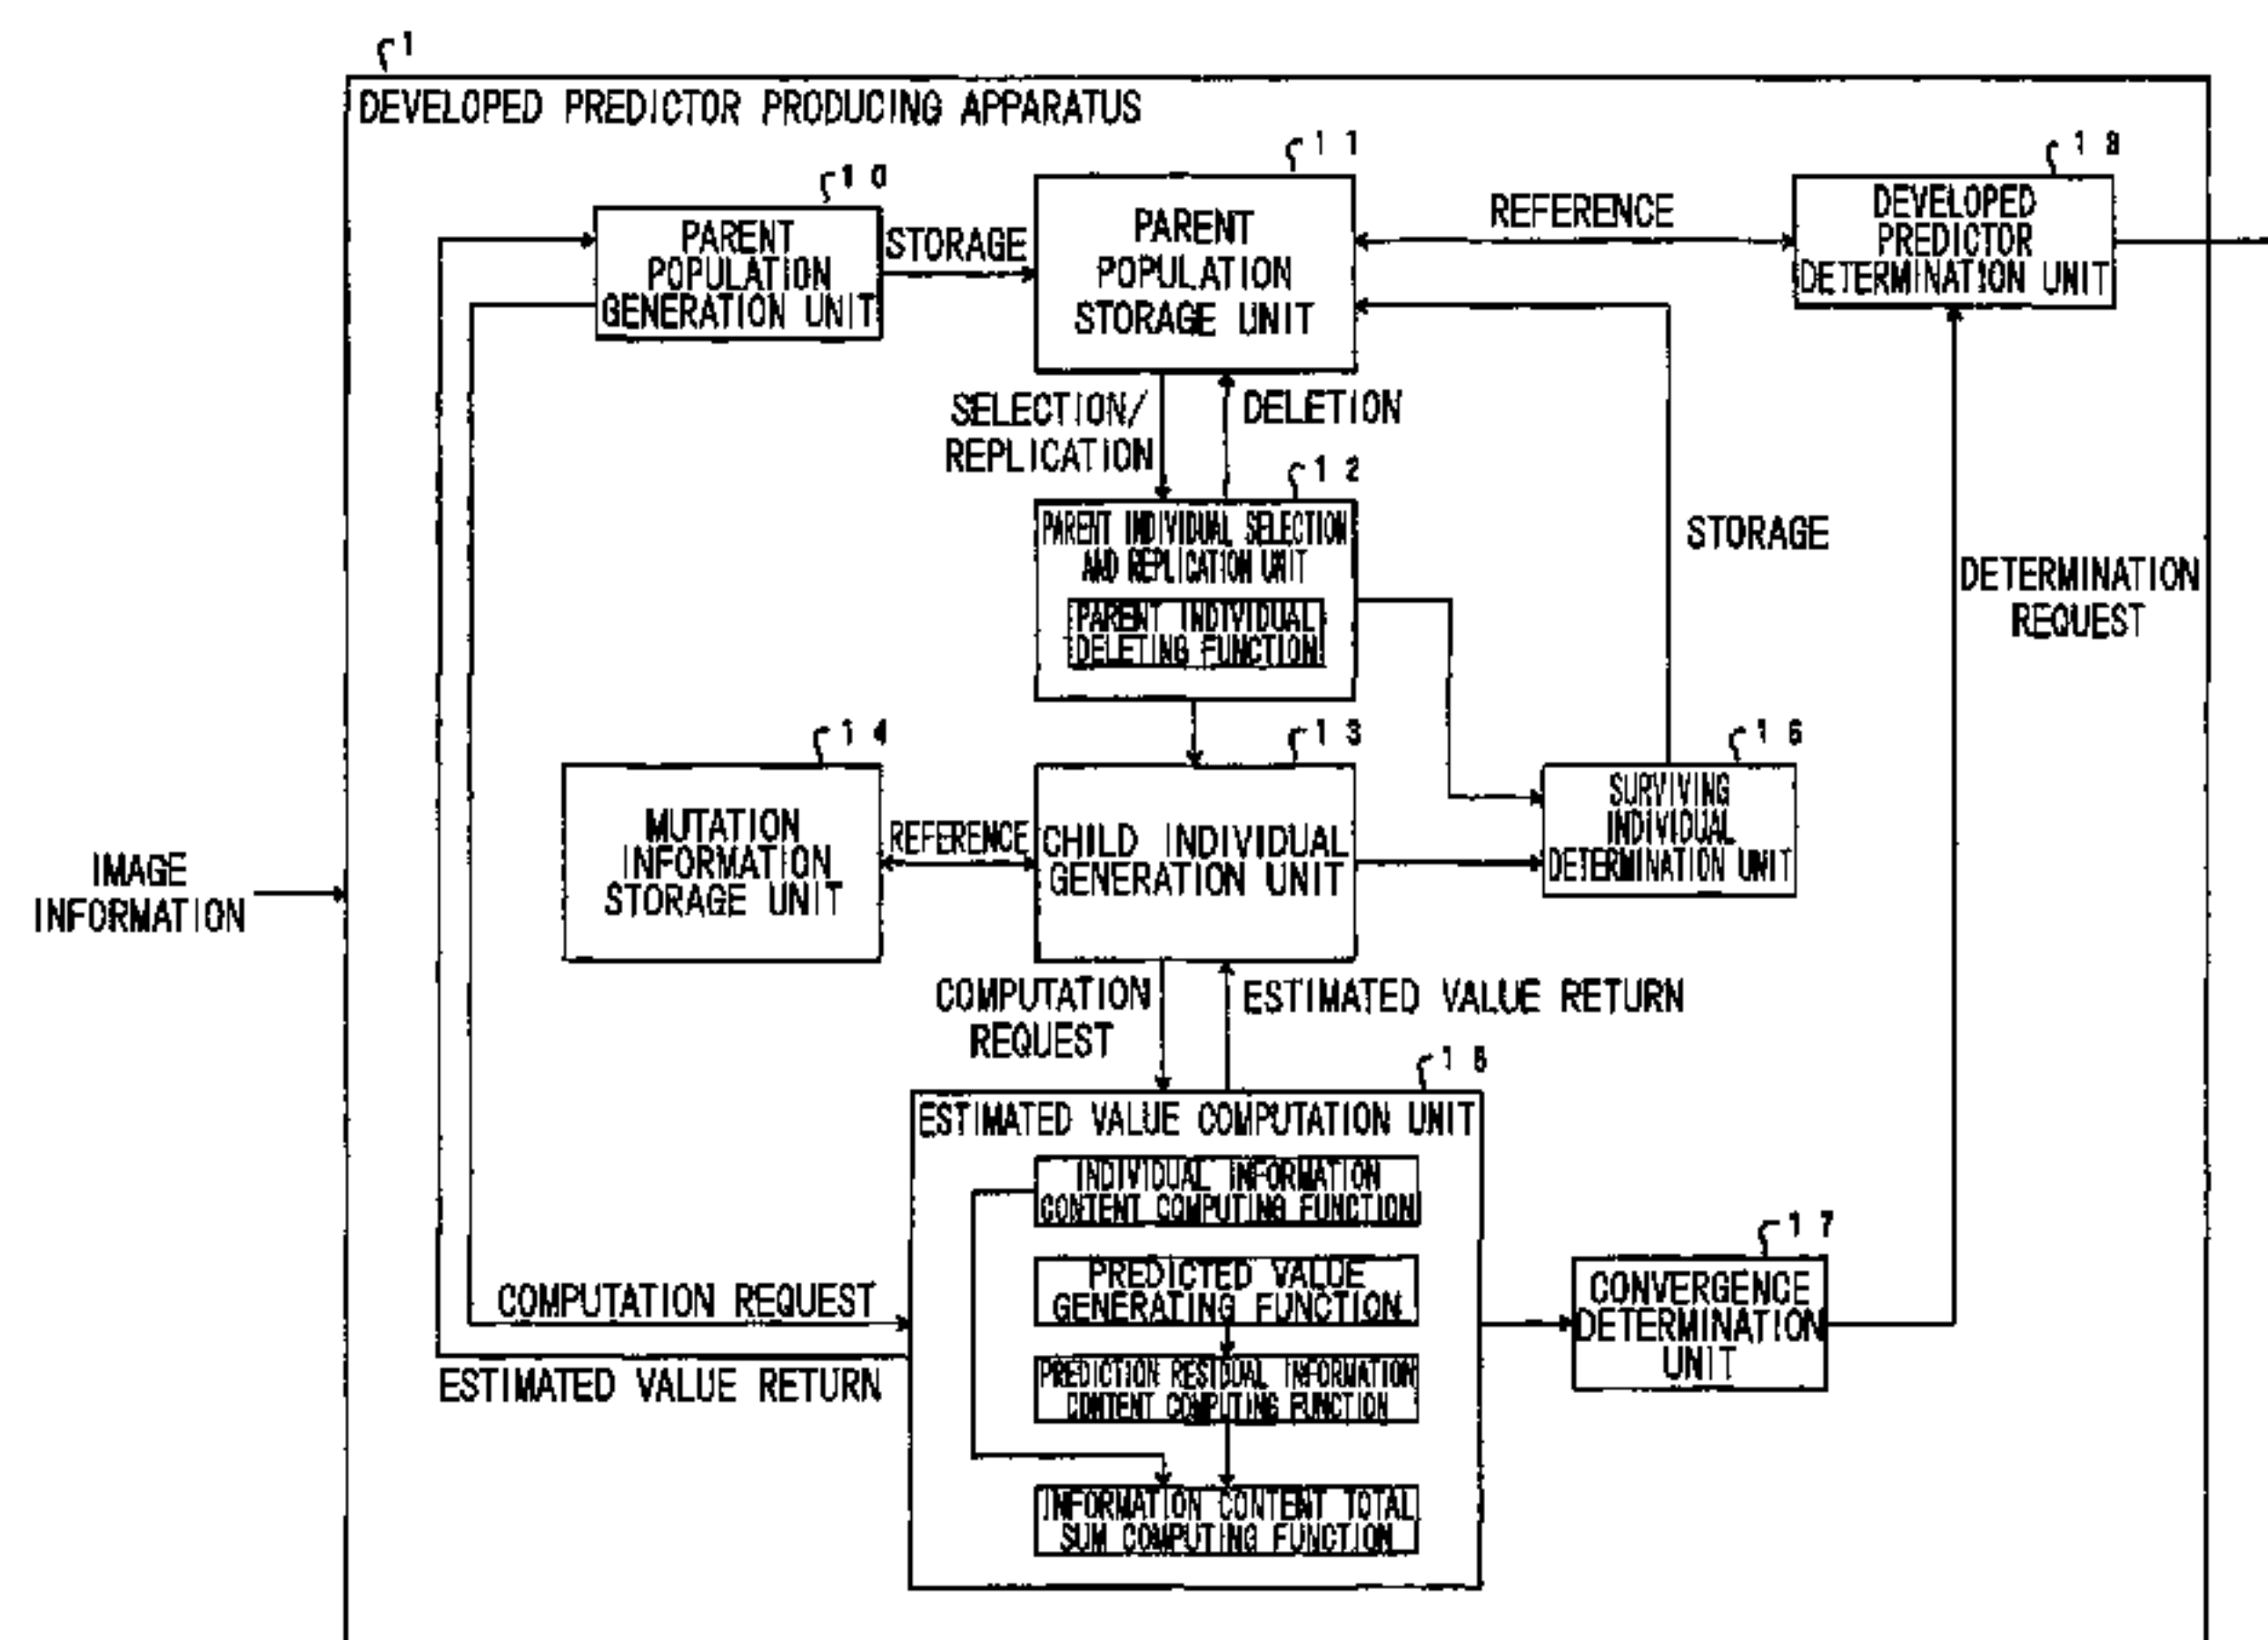 1
DEVELOPED PREDICTOR PRODUCING APPARATUS
10
PARENT
POPULATION
GENERATION UNIT
STORAGE
11
PARENT
POPULATION
STORAGE UNIT
REFERENCE
18
DEVELOPED
PREDICTOR
DETERMINATION UNIT
SELECTION/
REPLICATION
DELETION
12
PARENT INDIVIDUAL SELECTION
AND REPLICATION UNIT
PARENT INDIVIDUAL
DELETING FUNCTION
STORAGE
DETERMINATION
REQUEST
14
MUTATION
INFORMATION
STORAGE UNIT
REFERENCE
13
CHILD INDIVIDUAL
GENERATION UNIT
16
SURVIVING
INDIVIDUAL
DETERMINATION UNIT
IMAGE
INFORMATION
COMPUTATION
REQUEST
ESTIMATED VALUE RETURN
15
ESTIMATED VALUE COMPUTATION UNIT
INDIVIDUAL INFORMATION
CONTENT COMPUTING FUNCTION
PREDICTED VALUE
GENERATING FUNCTION
PREDICTION RESIDUAL INFORMATION
CONTENT COMPUTING FUNCTION
INFORMATION CONTENT TOTAL
SUM COMPUTING FUNCTION
COMPUTATION REQUEST
ESTIMATED VALUE RETURN
17
CONVERGENCE
DETERMINATION
UNIT